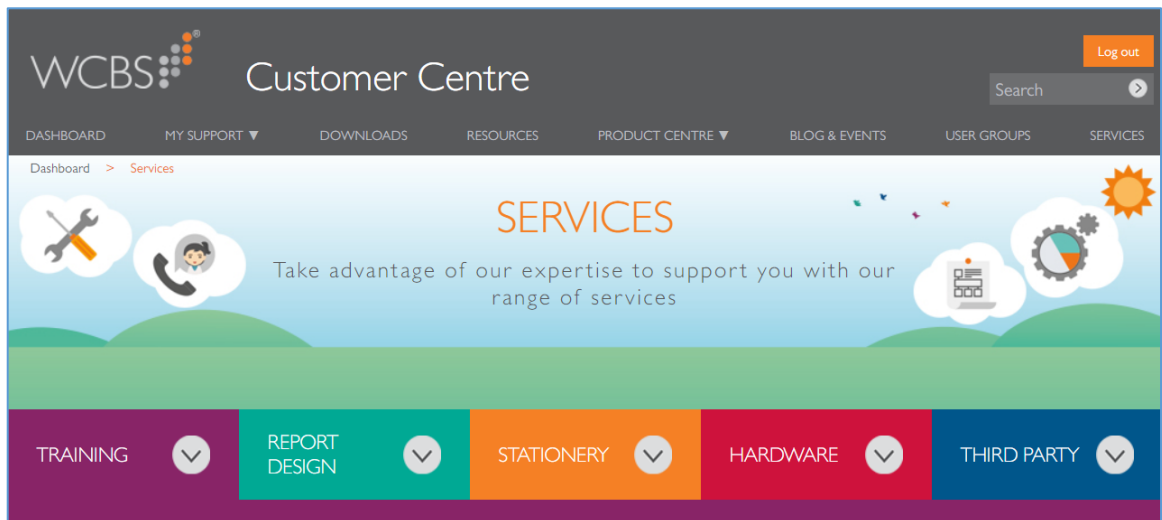 WCBS®
Customer Centre
Log out
Search
DASHBOARD MY SUPPORT ▼ DOWNLOADS RESOURCES PRODUCT CENTRE ▼ BLOG & EVENTS USER GROUPS SERVICES
Dashboard > Services
SERVICES
Take advantage of our expertise to support you with our
range of services
TRAINING
REPORT
DESIGN
STATIONERY
HARDWARE
THIRD PARTY